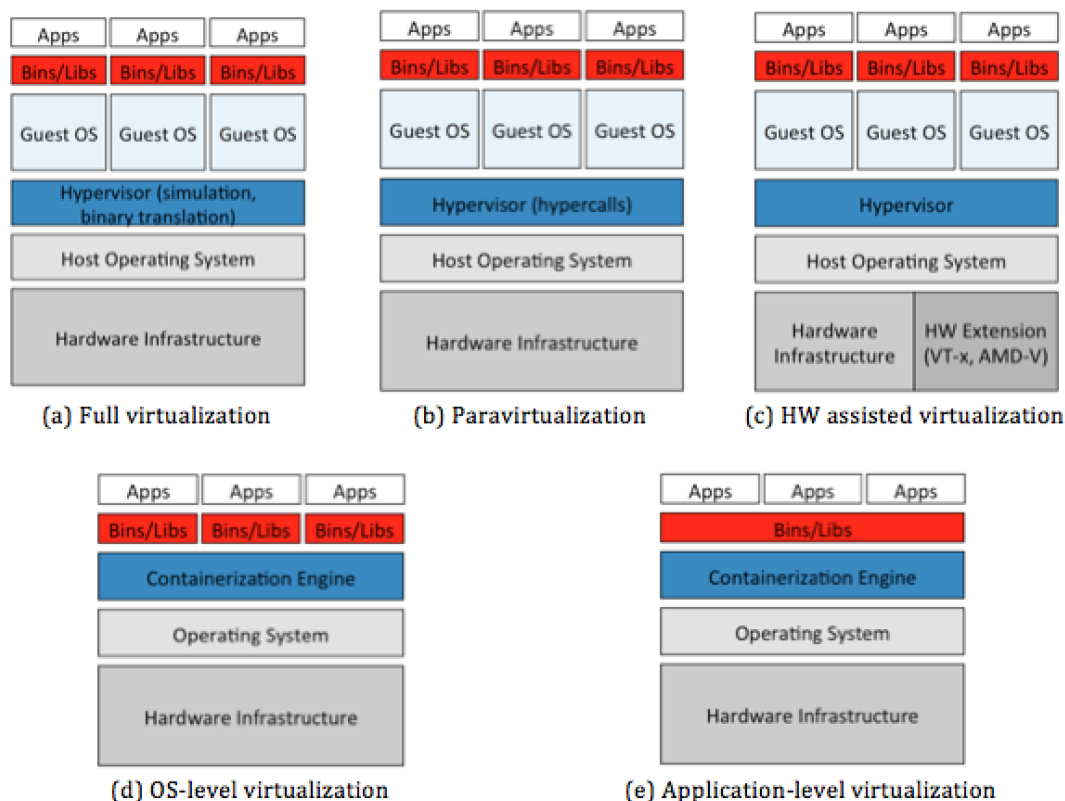 Apps Apps Apps
Bins/Libs Bins/Libs Bins/Libs
Guest OS Guest OS Guest OS
Hypervisor (simulation,
binary translation)
Host Operating System
Hardware Infrastructure
(a) Full virtualization
Apps Apps Apps
Bins/Libs Bins/Libs Bins/Libs
Guest OS Guest OS Guest OS
Hypervisor (hypercalls)
Host Operating System
Hardware Infrastructure
(b) Paravirtualization
Apps Apps Apps
Bins/Libs Bins/Libs Bins/Libs
Guest OS Guest OS Guest OS
Hypervisor
Host Operating System
Hardware
Infrastructure
HW Extension
(VT-x, AMD-V)
(c) HW assisted virtualization
Apps Apps Apps
Bins/Libs Bins/Libs Bins/Libs
Containerization Engine
Operating System
Hardware Infrastructure
(d) OS-level virtualization
Apps Apps Apps
Bins/Libs
Containerization Engine
Operating System
Hardware Infrastructure
(e) Application-level virtualization